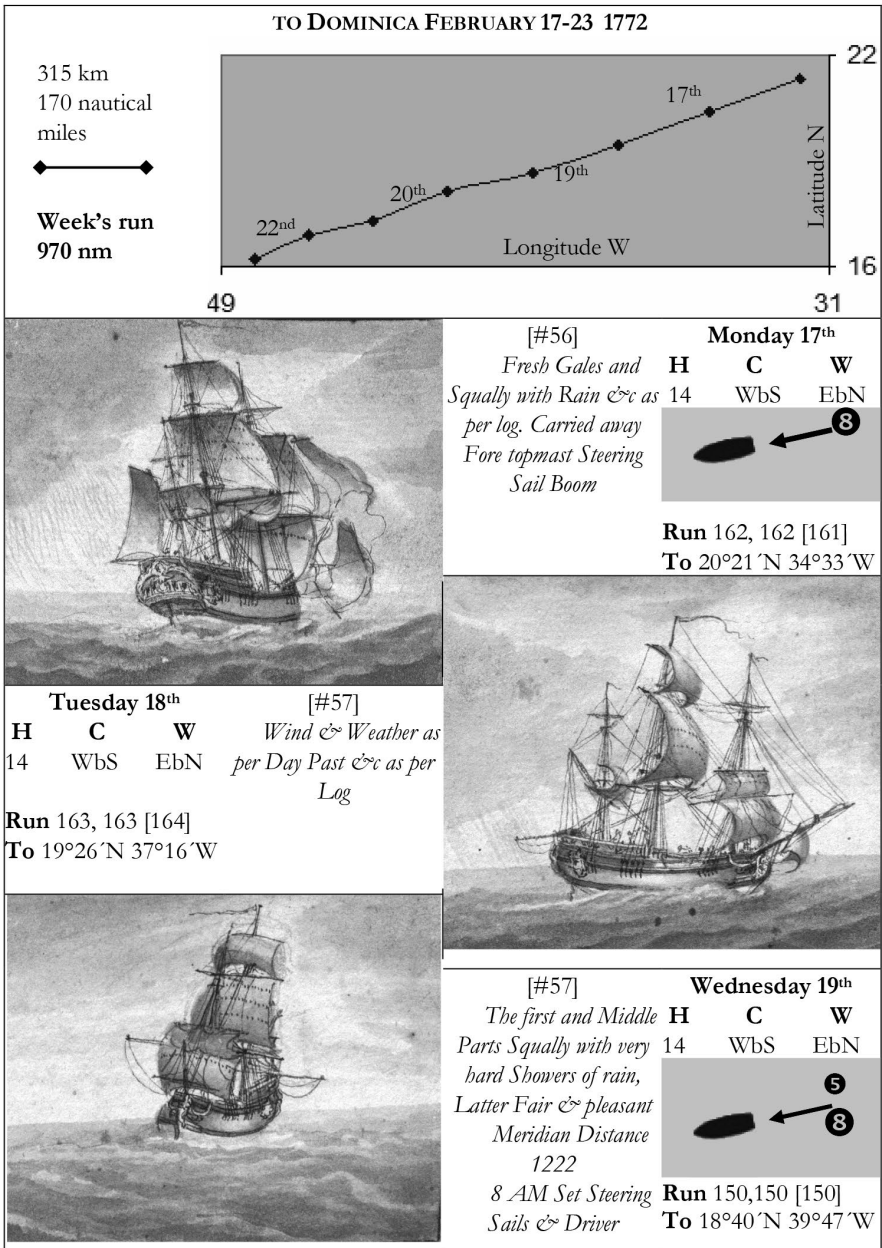 TO DOMINICA FEBRUARY 17-23 1772
315 km
170 nautical
miles
Week's run
970 nm
22
17th
19th
20th
22nd
Latitude N
Longitude W
16
49
31
[#56]
Fresh Gales and
Squally with Rain &c as
per log. Carried away
Fore topmast Steering
Sail Boom
Monday 17th
H C W
14 WbS EbN
8
Run 162, 162 [161]
To 20°21´N 34°33´W
Tuesday 18th
H C W
14 WbS EbN
Run 163, 163 [164]
To 19°26´N 37°16´W
[#57]
Wind & Weather as
per Day Past &c as per
Log
[#57]
The first and Middle
Parts Squally with very
hard Showers of rain,
Latter Fair & pleasant
Meridian Distance
1222
8 AM Set Steering
Sails & Driver
Wednesday 19th
H C W
14 WbS EbN
5
8
Run 150,150 [150]
To 18°40´N 39°47´W